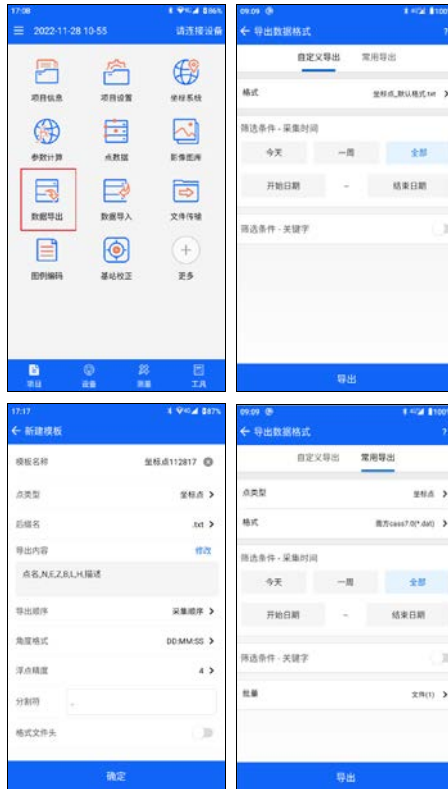 17:08
86%
2022-11-28 10-55
请连接设备
项目信息
项目设置
坐标系统
参数计算
点数据
影像图库
数据导出
数据导入
文件传输
图例编码
基站校正
更多
项目
设备
测量
工具
09:09
100%
导出数据格式
?
自定义导出
常用导出
格式
坐标点_默认格式.txt
筛选条件 - 采集时间
今天
一周
全部
开始日期
-
结束日期
筛选条件 - 关键字
导出
17:17
87%
新建模板
模板名称
坐标点112817
点类型
坐标点
后缀名
.txt
导出内容
修改
点名,N,E,Z,B,L,H,描述
导出顺序
采集顺序
角度格式
DD:MM:SS
浮点精度
4
分割符
,
格式文件头
确定
09:09
100%
导出数据格式
?
自定义导出
常用导出
点类型
坐标点
格式
南方cass7.0(*.dat)
筛选条件 - 采集时间
今天
一周
全部
开始日期
-
结束日期
筛选条件 - 关键字
批量
文件(1)
导出